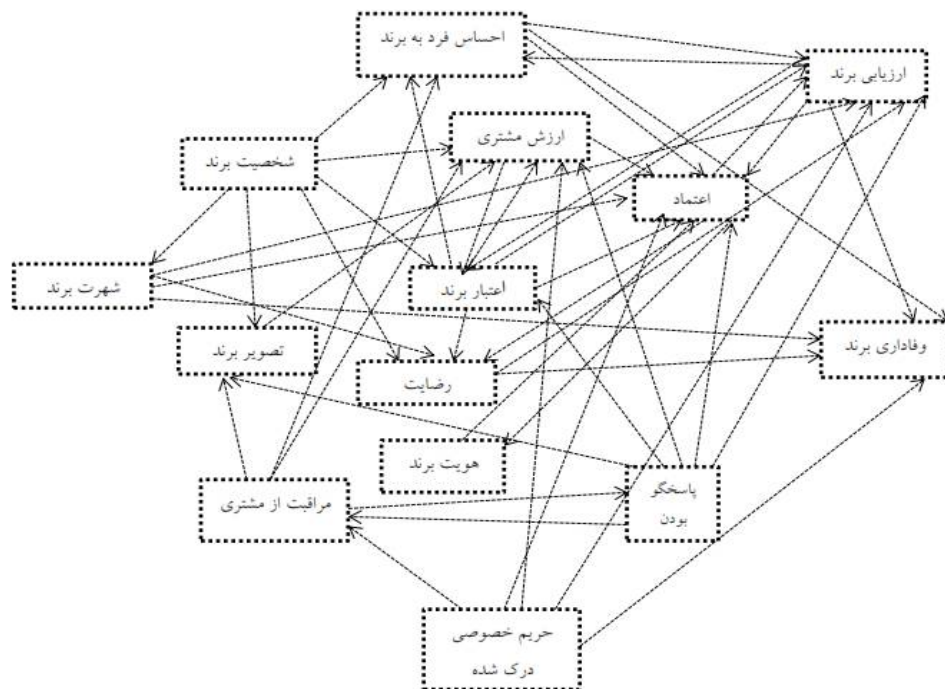 احساس فرد به برند
ارزیابی برند
ارزش مشتری
شخصیت برند
اعتماد
شهرت برند
اعتبار برند
تصویر برند
وفاداری برند
رضایت
هویت برند
مراقبت از مشتری
پاسخگو
بودن
حریم خصوصی
درک شده